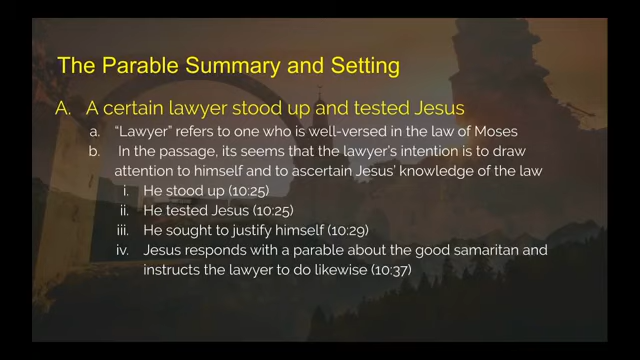 The Parable Summary and Setting
A. A certain lawyer stood up and tested Jesus
a. “Lawyer” refers to one who is well-versed in the law of Moses
b. In the passage, its seems that the lawyer's intention is to draw
attention to himself and to ascertain Jesus' knowledge of the law
i. He stood up (10:25)
ii. He tested Jesus (10:25)
iii. He sought to justify himself (10:29)
iv. Jesus responds with a parable about the good samaritan and
instructs the lawyer to do likewise (10:37)